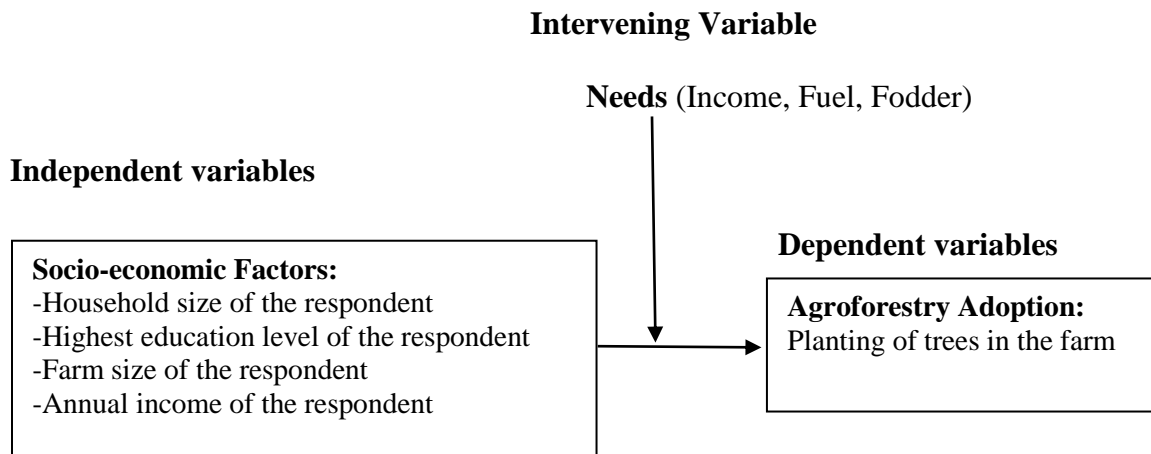 Intervening Variable
Needs (Income, Fuel, Fodder)
Independent variables
Socio-economic Factors:
-Household size of the respondent
-Highest education level of the respondent
-Farm size of the respondent
-Annual income of the respondent
Dependent variables
Agroforestry Adoption:
Planting of trees in the farm